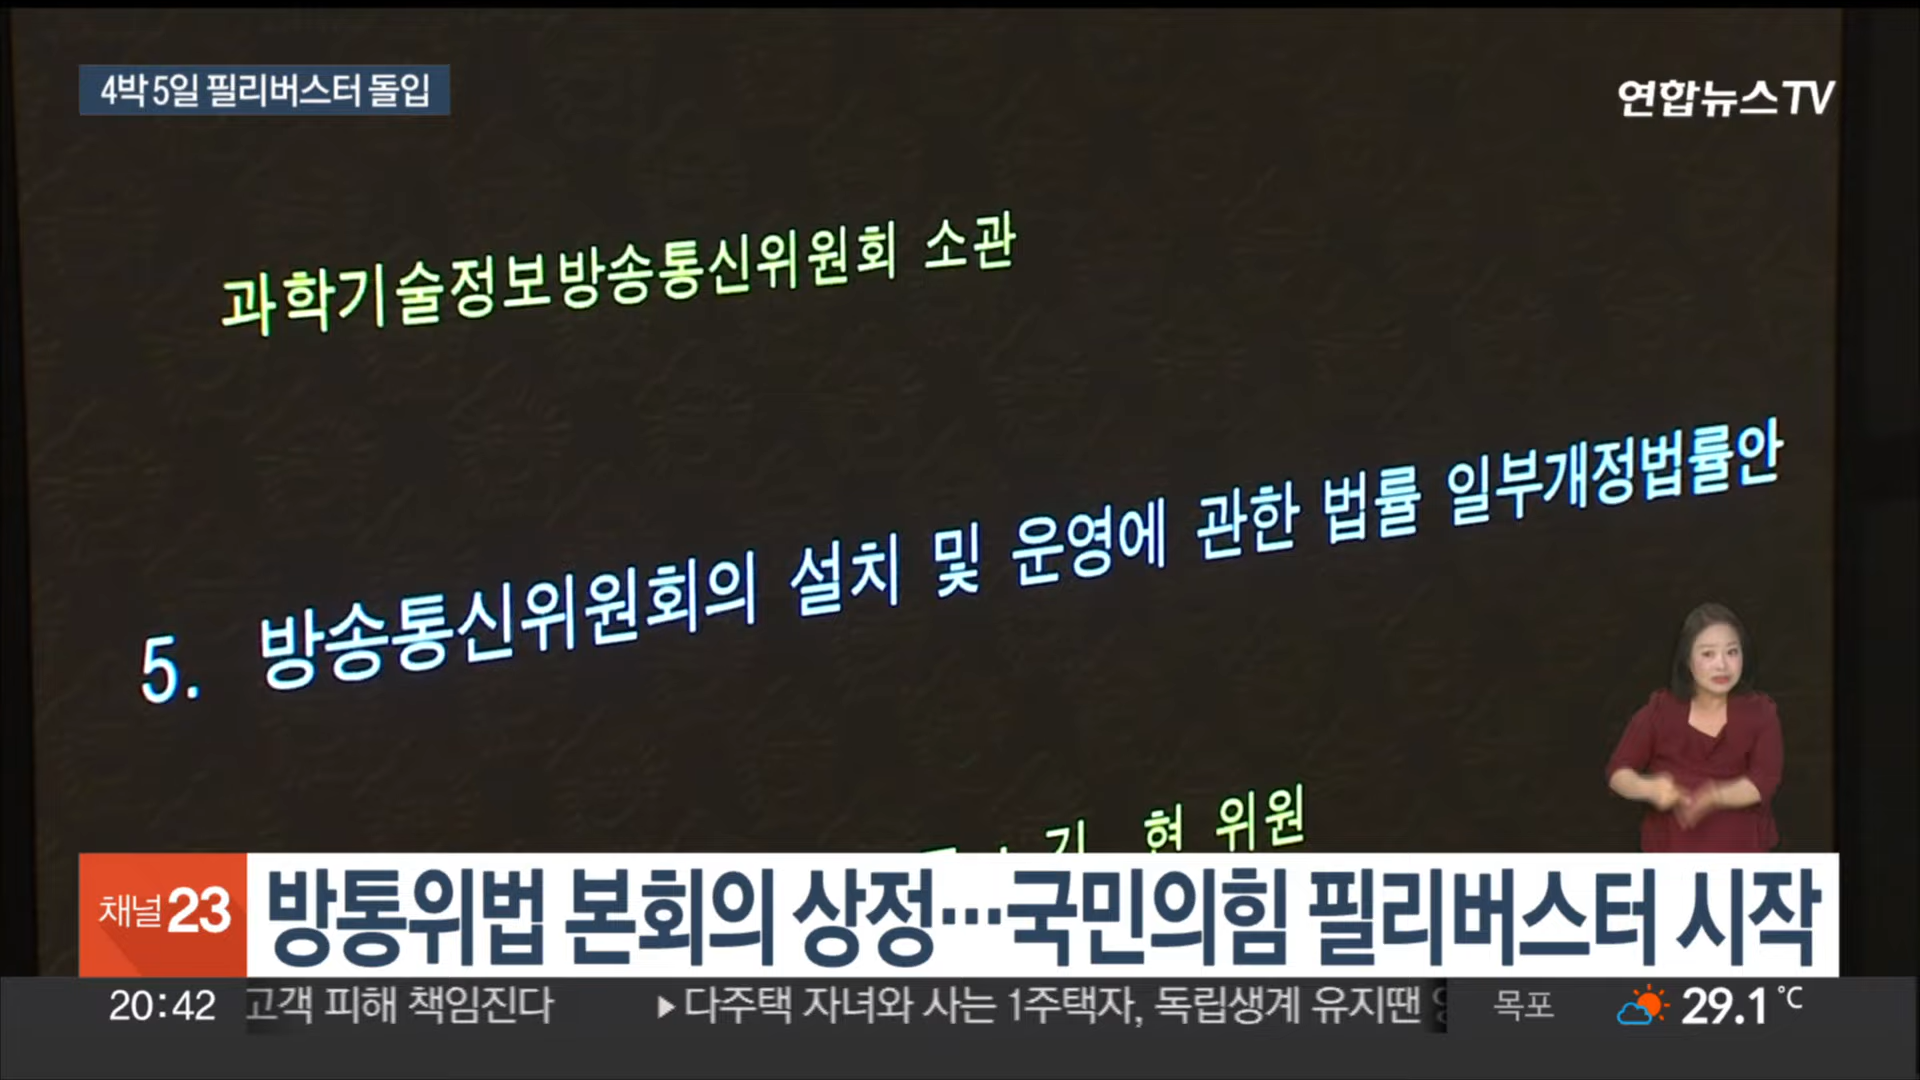 4박 5일 필리버스터 돌입
연합뉴스TV
과학기술정보방송통신위원회 소관
5. 방송통신위원회의 설치 및 운영에 관한 법률 일부개정법률안
현 위원
채널23
방통위법 본회의 상정…국민의힘 필리버스터 시작
20:42
고객 피해 책임진다
▶다주택 자녀와 사는 1주택자, 독립생계 유지땐
목포
29.1℃